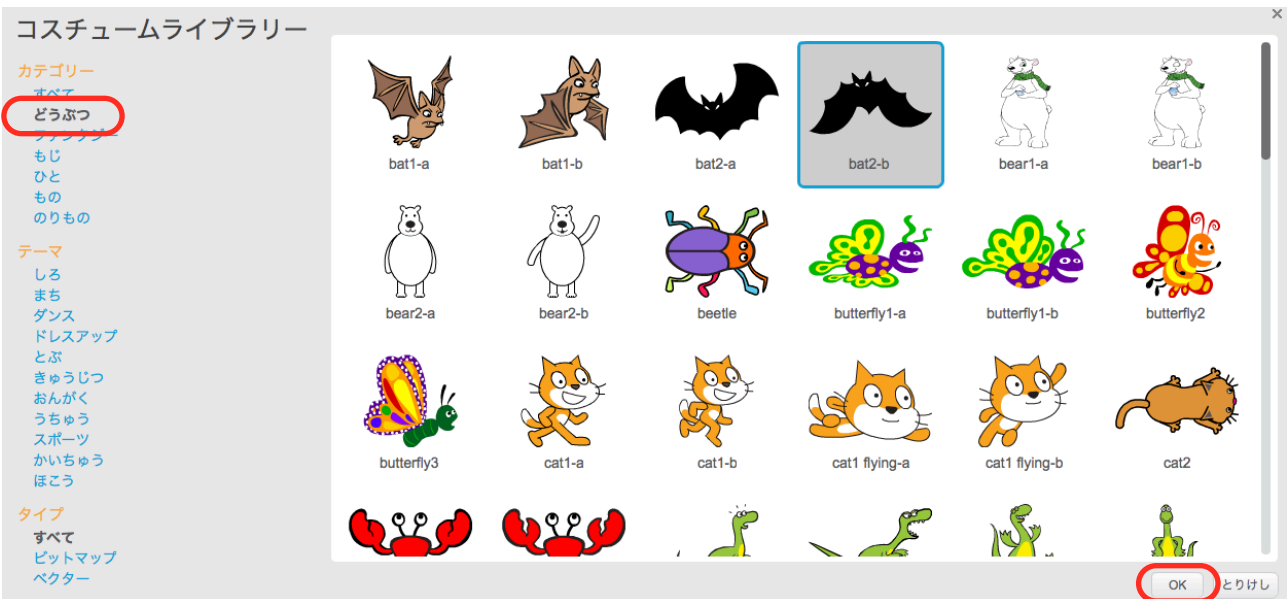 コスチュームライブラリー
カテゴリー
すべて
どうぶつ
ファンタジー
もじ
ひと
もの
のりもの
テーマ
しろ
まち
ダンス
ドレスアップ
とぶ
きゅうじつ
おんがく
うちゅう
スポーツ
かいちゅう
ほこう
タイプ
すべて
ビットマップ
ベクター
bat1-a
bat1-b
bat2-a
bat2-b
bear1-a
bear1-b
bear2-a
bear2-b
beetle
butterfly1-a
butterfly1-b
butterfly2
butterfly3
cat1-a
cat1-b
cat1 flying-a
cat1 flying-b
cat2
OK
とりけし